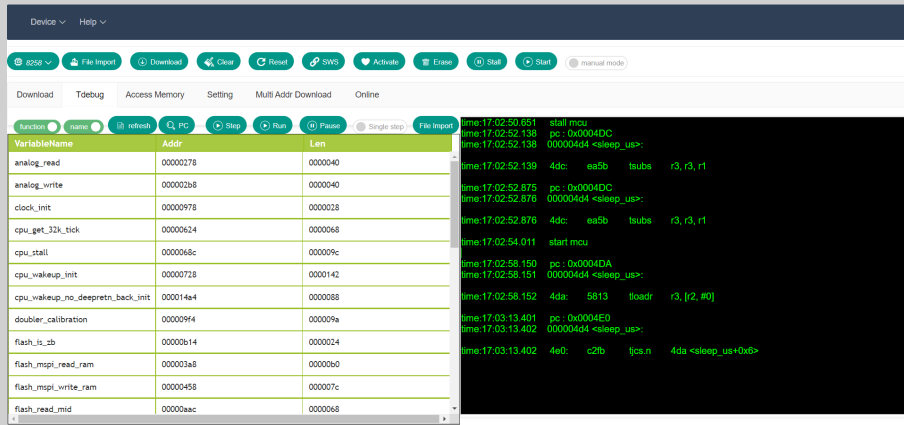 Device Help
8258 File Import Download Clear Reset SWS Activate Erase Stall Start manual mode
Download Tdebug Access Memory Setting Multi Addr Download Online
function name refresh PC Step Run Pause Single step File Import
VariableName Addr Len
analog_read 00000278 0000040
analog_write 000002b8 0000040
clock_init 00000978 0000028
cpu_get_32k_tick 00000624 0000068
cpu_stall 0000068c 000009c
cpu_wakeup_init 00000728 0000142
cpu_wakeup_no_deepretn_back_init 000014a4 0000088
doubler_calibration 000009f4 000009a
flash_is_zb 00000b14 0000024
flash_mspi_read_ram 000003a8 00000b0
flash_mspi_write_ram 00000458 000007c
flash_read_mid 00000aac 0000068
time:17:02:50.651 stall mcu
time:17:02:52.138 pc : 0x0004DC
time:17:02:52.138 000004d4 <sleep_us>:
time:17:02:52.139 4dc: ea5b tsubs r3, r3, r1
time:17:02:52.875 pc : 0x0004DC
time:17:02:52.876 000004d4 <sleep_us>:
time:17:02:52.876 4dc: ea5b tsubs r3, r3, r1
time:17:02:54.011 start mcu
time:17:02:58.150 pc : 0x0004DA
time:17:02:58.151 000004d4 <sleep_us>:
time:17:02:58.152 4da: 5813 tloadr r3, [r2, #0]
time:17:03:13.401 pc : 0x0004E0
time:17:03:13.402 000004d4 <sleep_us>:
time:17:03:13.402 4e0: c2fb tjcs.n 4da <sleep_us+0x6>